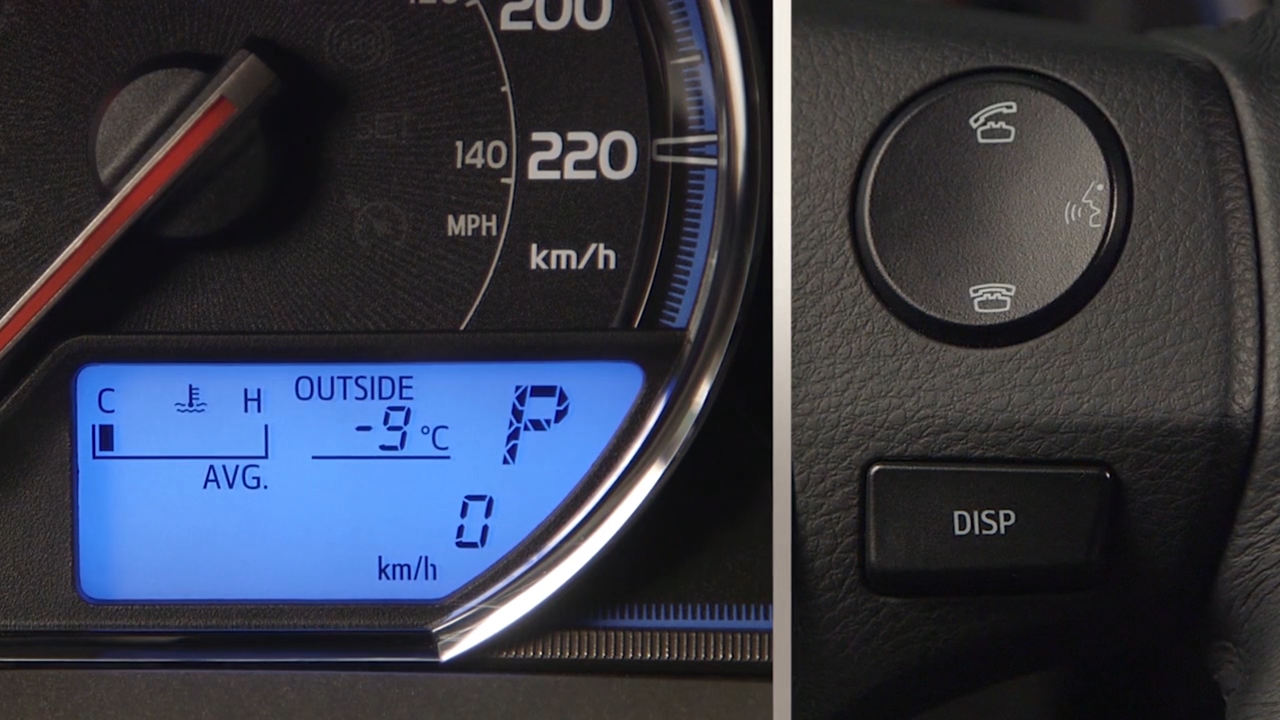 200
140 220
MPH
km/h
C H OUTSIDE
-9 °C P
AVG.
0
km/h
DISP